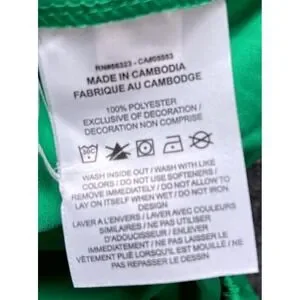 RN#56323 - CA#05553
MADE IN CAMBODIA
FABRIQUE AU CAMBODGE
100% POLYESTER
EXCLUSIVE OF DECORATION /
DECORATION NON COMPRISE
WASH INSIDE OUT / WASH WITH LIKE
COLORS / DO NOT USE SOFTENERS /
REMOVE IMMEDIATELY / DO NOT ALLOW TO
LAY ON ITSELF WHEN WET / DO NOT IRON
DESIGN
LAVER A L'ENVERS / LAVER AVEC COULEURS
SIMILAIRES / NE PAS UTILISER
D'ADOUCISSEUR / ENLEVER
IMMEDIATEMENT / NE PAS LAISSER LE
VÊTEMENT PLIÉ LORSQU'IL EST MOUILLÉ / NE
PAS REPASSER LE DESSIN